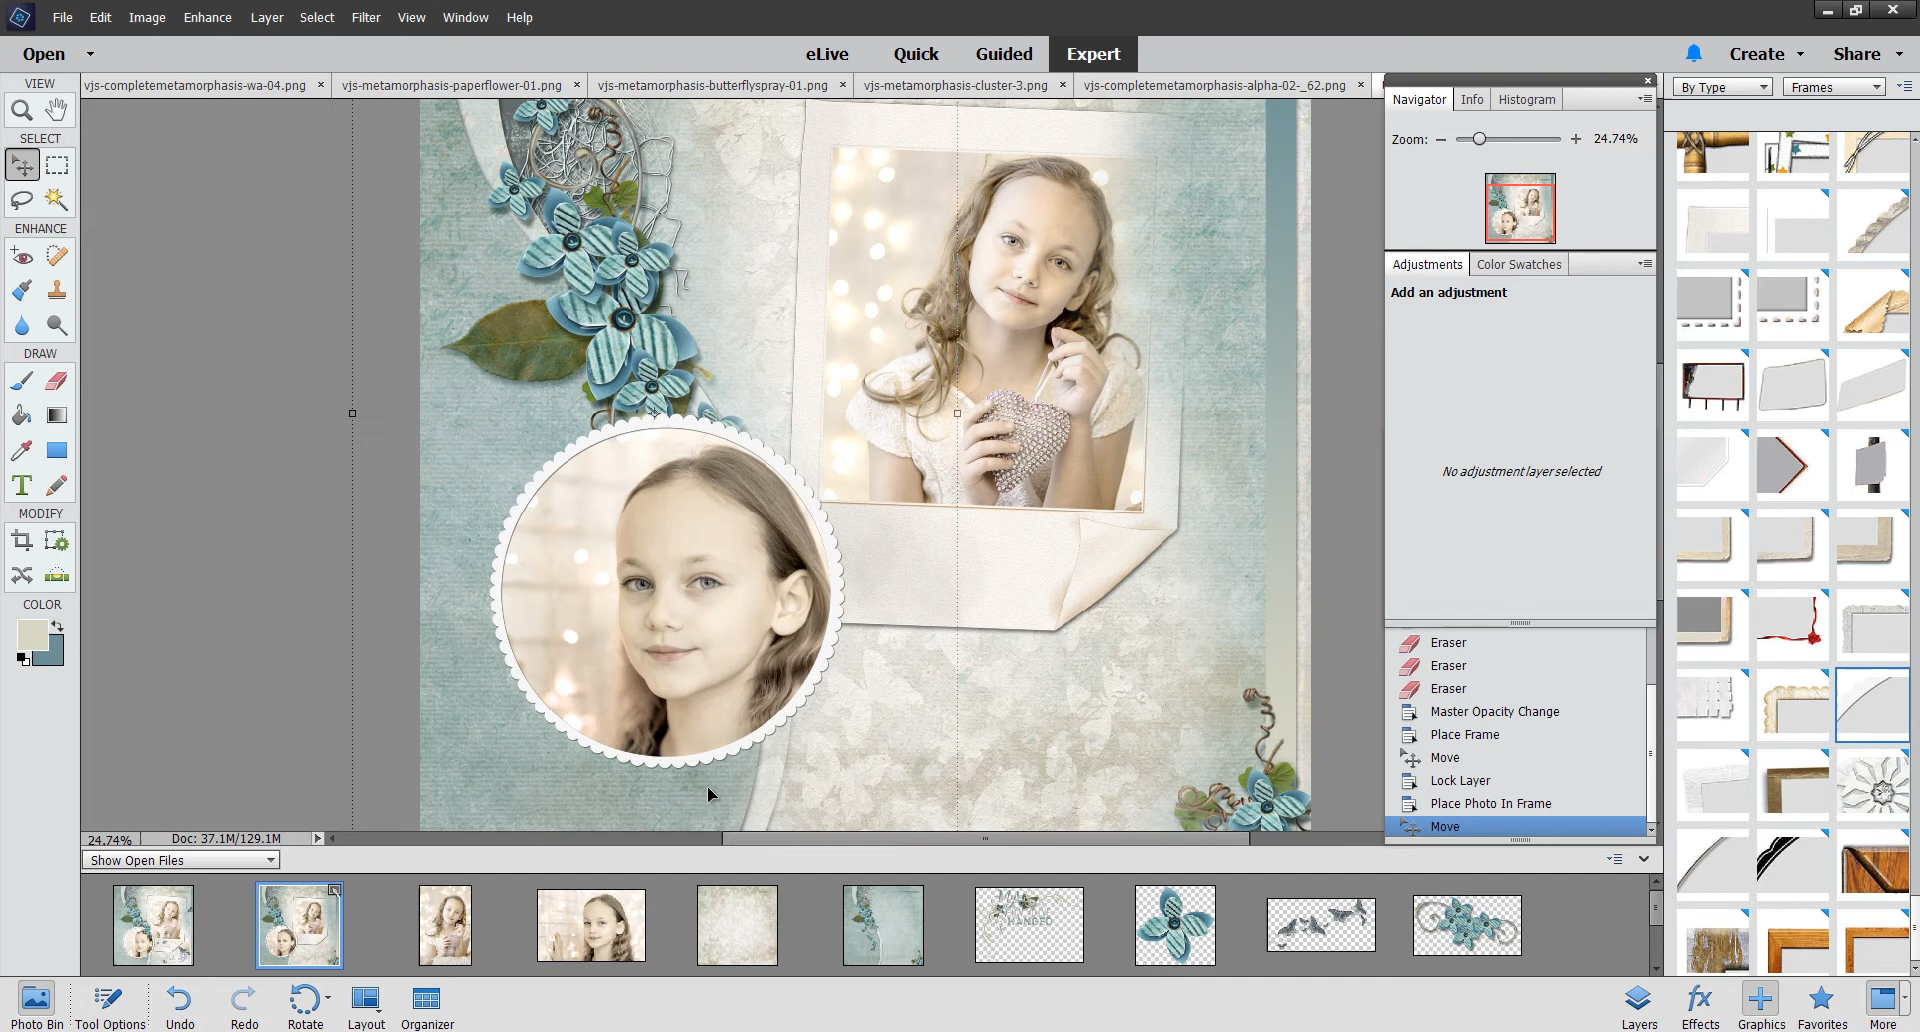 File Edit Image Enhance Layer Select Filter View Window Help
Open eLive Quick Guided Expert Create Share
vjs-completemetamorphasis-wa-04.png × vjs-metamorphasis-paperflower-01.png × vjs-metamorphasis-butterflyspray-01.png × vjs-metamorphasis-cluster-3.png × vjs-completemetamorphasis-alpha-02-_62.png ×
By Type Frames
VIEW
SELECT
ENHANCE
DRAW
MODIFY
COLOR
Navigator Info Histogram
Zoom: 24.74%
Adjustments Color Swatches
Add an adjustment
No adjustment layer selected
Eraser
Eraser
Eraser
Master Opacity Change
Place Frame
Move
Lock Layer
Place Photo In Frame
Move
24.74% Doc: 37.1M/129.1M
Show Open Files
Photo Bin Tool Options Undo Redo Rotate Layout Organizer Layers Effects Graphics Favorites More